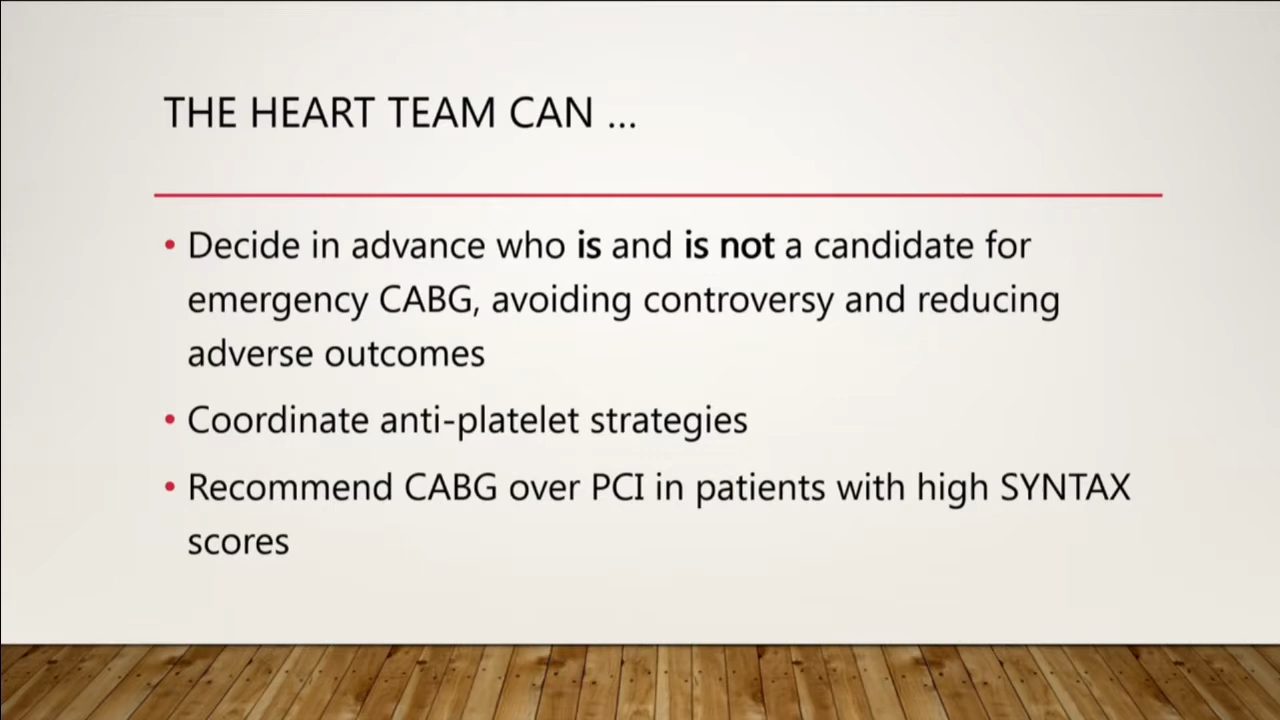 THE HEART TEAM CAN ...
• Decide in advance who is and is not a candidate for
emergency CABG, avoiding controversy and reducing
adverse outcomes
• Coordinate anti-platelet strategies
• Recommend CABG over PCI in patients with high SYNTAX
scores